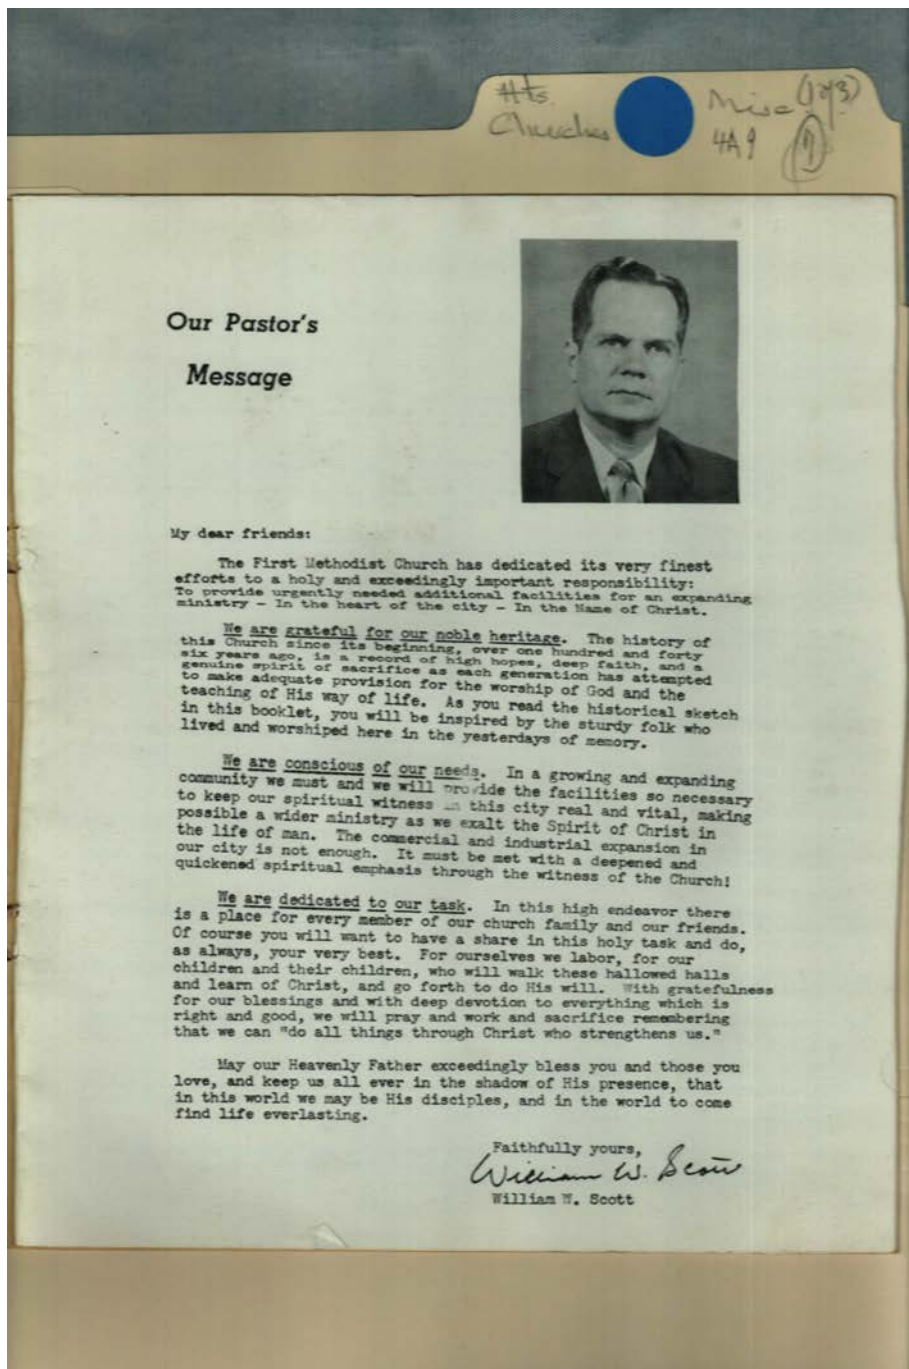 Hts. Misc (1 of 3)
Churches 4A9
Our Pastor's
Message
My dear friends:
The First Methodist Church has dedicated its very finest
efforts to a holy and exceedingly important responsibility:
To provide urgently needed additional facilities for an expanding
ministry - In the heart of the city - In the Name of Christ.
We are grateful for our noble heritage. The history of
this Church since its beginning, over one hundred and forty
six years ago, is a record of high hopes, deep faith, and a
genuine spirit of sacrifice as each generation has attempted
to make adequate provision for the worship of God and the
teaching of His way of life. As you read the historical sketch
in this booklet, you will be inspired by the sturdy folk who
lived and worshiped here in the yesterdays of memory.
We are conscious of our needs. In a growing and expanding
community we must and we will provide the facilities so necessary
to keep our spiritual witness in this city real and vital, making
possible a wider ministry as we exalt the Spirit of Christ in
the life of man. The commercial and industrial expansion in
our city is not enough. It must be met with a deepened and
quickened spiritual emphasis through the witness of the Church!
We are dedicated to our task. In this high endeavor there
is a place for every member of our church family and our friends.
Of course you will want to have a share in this holy task and do,
as always, your very best. For ourselves we labor, for our
children and their children, who will walk these hallowed halls
and learn of Christ, and go forth to do His will. With gratefulness
for our blessings and with deep devotion to everything which is
right and good, we will pray and work and sacrifice remembering
that we can "do all things through Christ who strengthens us."
May our Heavenly Father exceedingly bless you and those you
love, and keep us all ever in the shadow of His presence, that
in this world we may be His disciples, and in the world to come
find life everlasting.
Faithfully yours,
William W. Scott
William W. Scott